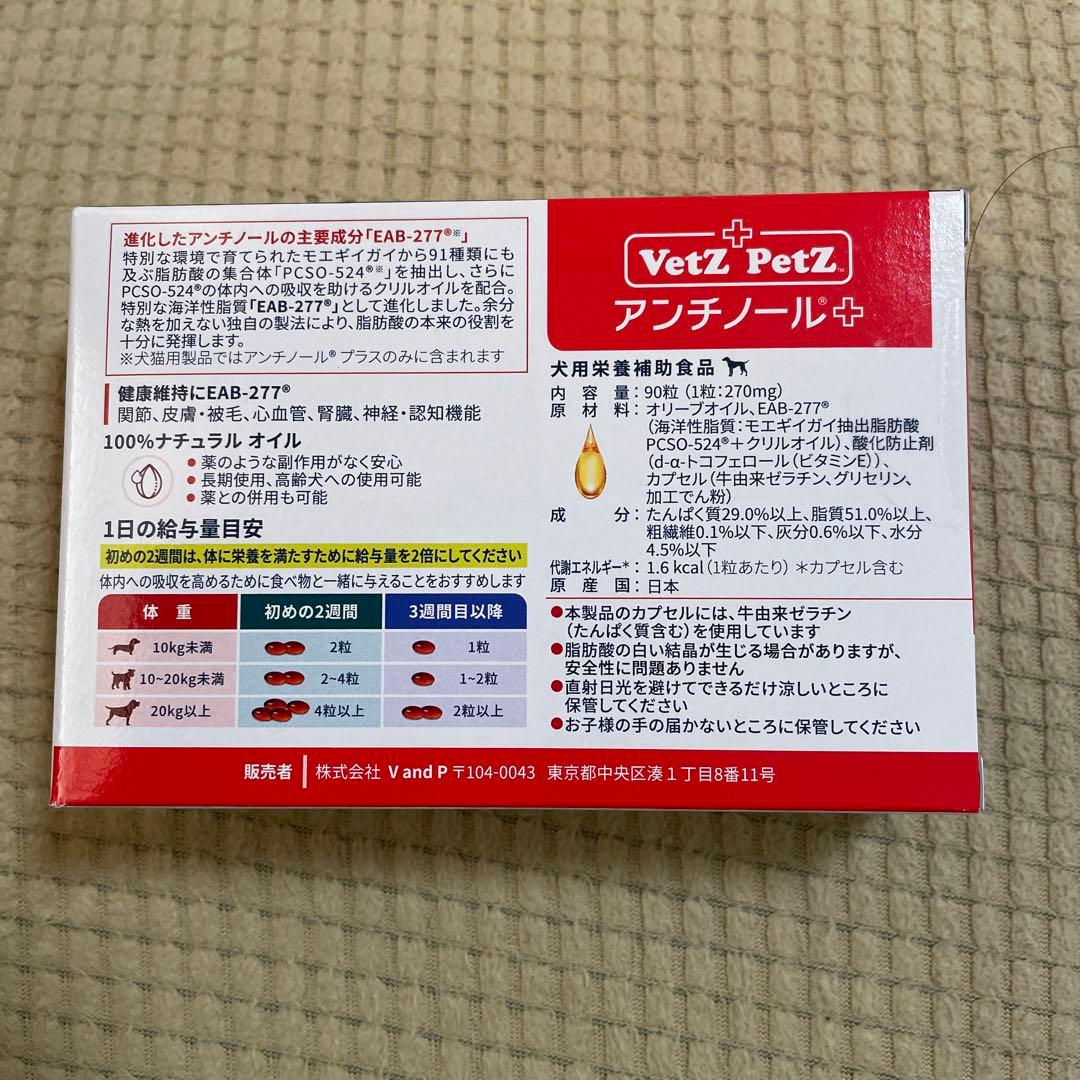 進化したアンチノールの主要成分「EAB-277®※」
特別な環境で育てられたモエギイガイから91種類にも
及ぶ脂肪酸の集合体「PCSO-524®※」を抽出し、さらに
PCSO-524®の体内への吸収を助けるクリルオイルを配合。
特別な海洋性脂質「EAB-277®」として進化しました。余分
な熱を加えない独自の製法により、脂肪酸の本来の役割を
十分に発揮します。
※犬猫用製品ではアンチノール® プラスのみに含まれます
健康維持にEAB-277®
関節、皮膚・被毛、心血管、腎臓、神経・認知機能
100%ナチュラル オイル
●薬のような副作用がなく安心
●長期使用、高齢犬への使用可能
●薬との併用も可能
1日の給与量目安
初めの2週間は、体に栄養を満たすために給与量を2倍にしてください
体内への吸収を高めるために食べ物と一緒に与えることをおすすめします
体 重 初めの2週間 3週間目以降
10kg未満 2粒 1粒
10~20kg未満 2~4粒 1~2粒
20kg以上 4粒以上 2粒以上
VetZ PetZ™
アンチノール®+
犬用栄養補助食品
内容量:90粒(1粒:270mg)
原材料:オリーブオイル、EAB-277®
(海洋性脂質:モエギイガイ抽出脂肪酸
PCSO-524®+クリルオイル)、酸化防止剤
(d-α-トコフェロール(ビタミンE))、
カプセル(牛由来ゼラチン、グリセリン、
加工でん粉)
成分:たんぱく質29.0%以上、脂質51.0%以上、
粗繊維0.1%以下、灰分0.6%以下、水分
4.5%以下
代謝エネルギー*:1.6 kcal(1粒あたり)*カプセル含む
原産国:日本
●本製品のカプセルには、牛由来ゼラチン
(たんぱく質含む)を使用しています
●脂肪酸の白い結晶が生じる場合がありますが、
安全性に問題ありません
●直射日光を避けてできるだけ涼しいところに
保管してください
●お子様の手の届かないところに保管してください
販売者 株式会社 V and P 〒104-0043 東京都中央区湊1丁目8番11号